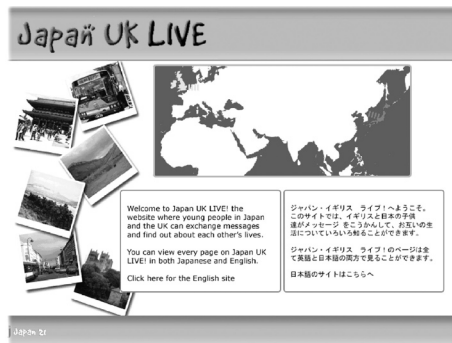 Japan UK LIVE
Welcome to Japan UK LIVE! the
website where young people in Japan
and the UK can exchange messages
and find out about each other's lives.
You can view every page on Japan UK
LIVE! in both Japanese and English.
Click here for the English site
ジャパン・イギリス　ライブ！へようこそ。
このサイトでは、イギリスと日本の子供
達がメッセージ をこうかんして、お互いの生
活についていろいろ知ることができます。
ジャパン・イギリス　ライブ！のページは全
て英語と日本語の両方で見ることができます。
日本語のサイトはこちらへ
Japan 21